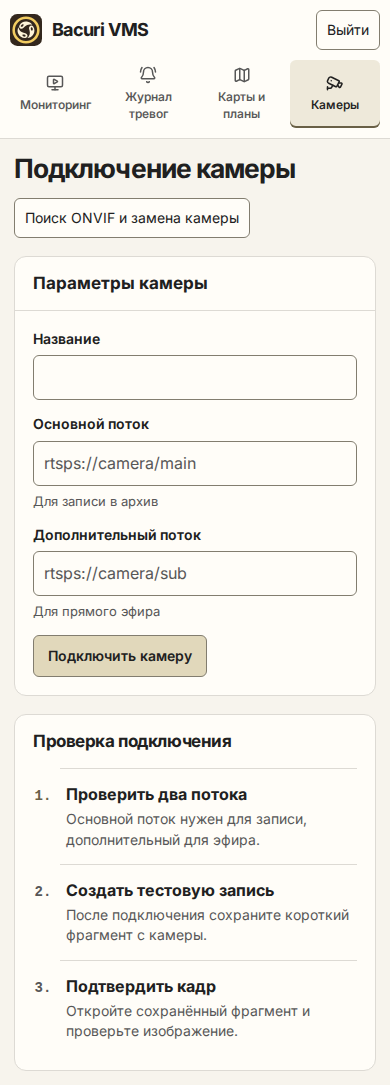 Bacuri VMS
Выйти
Мониторинг
Журнал
тревог
Карты и
планы
Камеры
Подключение камеры
Поиск ONVIF и замена камеры
Параметры камеры
Название
Основной поток
rtsps://camera/main
Для записи в архив
Дополнительный поток
rtsps://camera/sub
Для прямого эфира
Подключить камеру
Проверка подключения
1. Проверить два потока
Основной поток нужен для записи,
дополнительный для эфира.
2. Создать тестовую запись
После подключения сохраните короткий
фрагмент с камеры.
3. Подтвердить кадр
Откройте сохранённый фрагмент и
проверьте изображение.